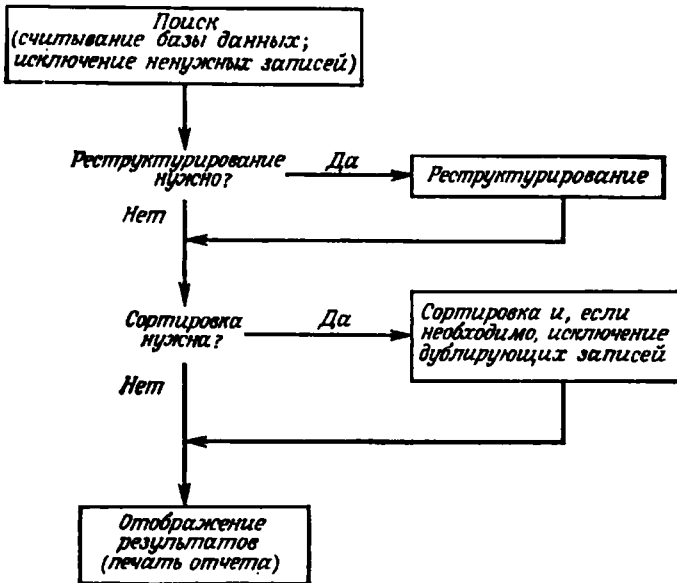 Поиск
(считывание базы данных;
исключение ненужных записей)
Реструктурирование
нужно?
Да
Реструктурирование
Нет
Сортировка
нужна?
Да
Сортировка и, если
необходимо, исключение
дублирующих записей
Нет
Отображение
результатов
(печать отчета)